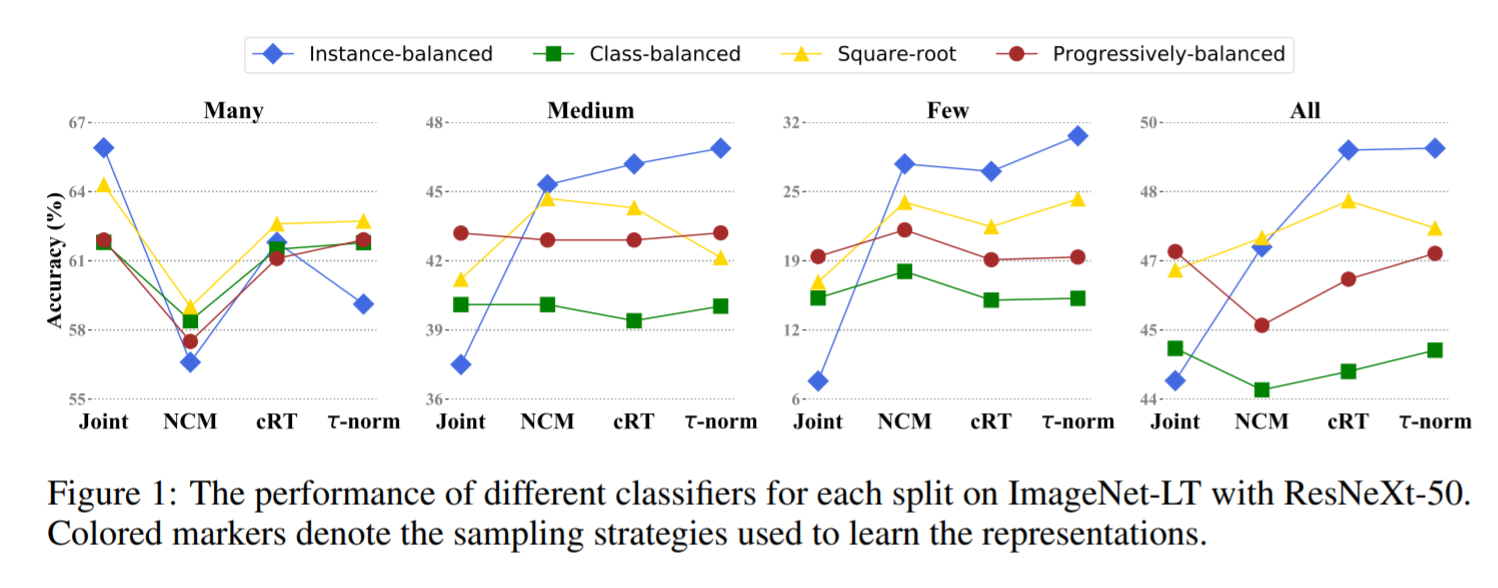 Instance-balanced Class-balanced Square-root Progressively-balanced
Many Medium Few All
Accuracy (%)
67 64 61 58 55
Joint NCM cRT τ-norm
48 45 42 39 36
Joint NCM cRT τ-norm
32 25 19 12 6
Joint NCM cRT τ-norm
50 48 47 45 44
Joint NCM cRT τ-norm
Figure 1: The performance of different classifiers for each split on ImageNet-LT with ResNeXt-50.
Colored markers denote the sampling strategies used to learn the representations.